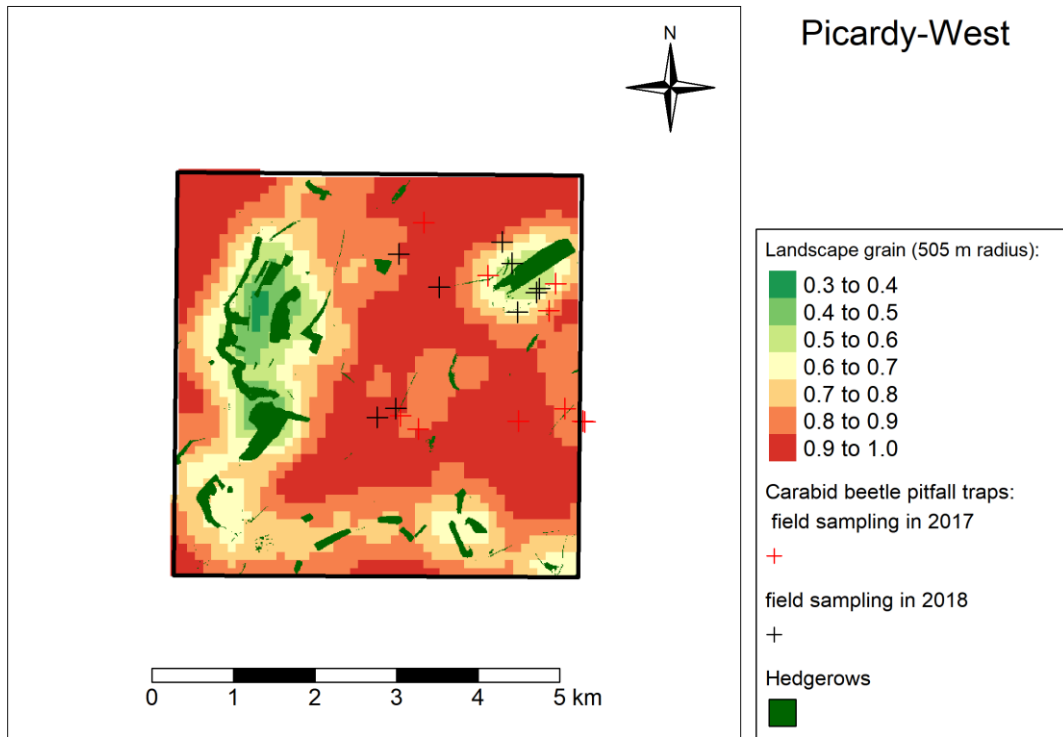 Picardy-West
N
Landscape grain (505 m radius):
0.3 to 0.4
0.4 to 0.5
0.5 to 0.6
0.6 to 0.7
0.7 to 0.8
0.8 to 0.9
0.9 to 1.0
Carabid beetle pitfall traps:
field sampling in 2017
field sampling in 2018
Hedgerows
0 1 2 3 4 5 km